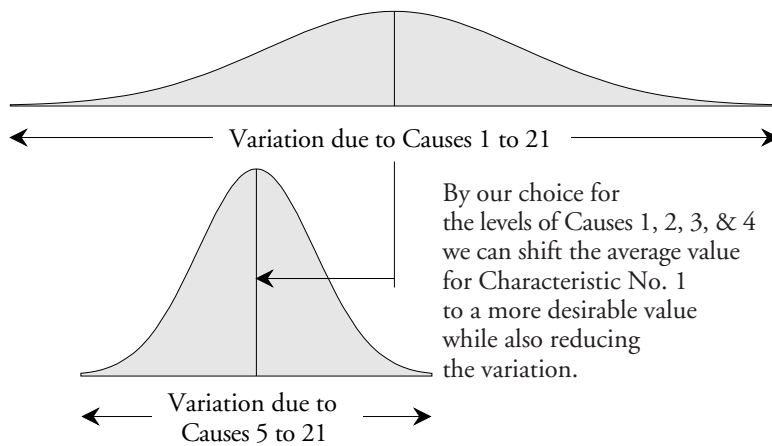 Variation due to Causes 1 to 21
By our choice for
the levels of Causes 1, 2, 3, & 4
we can shift the average value
for Characteristic No. 1
to a more desirable value
while also reducing
the variation.
Variation due to
Causes 5 to 21